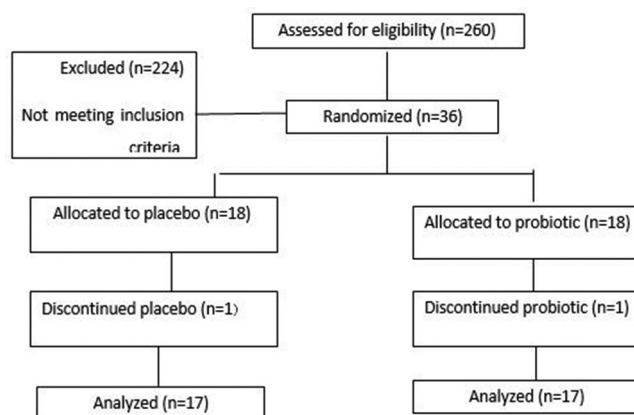 Assessed for eligibility (n=260)
Excluded (n=224)
Not meeting inclusion
criteria
Randomized (n=36)
Allocated to placebo (n=18)
Allocated to probiotic (n=18)
Discontinued placebo (n=1)
Discontinued probiotic (n=1)
Analyzed (n=17)
Analyzed (n=17)